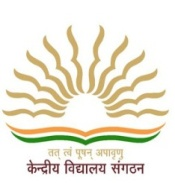 तत् त्वं पूषन् अपावृणु
केन्द्रीय विद्यालय संगठन